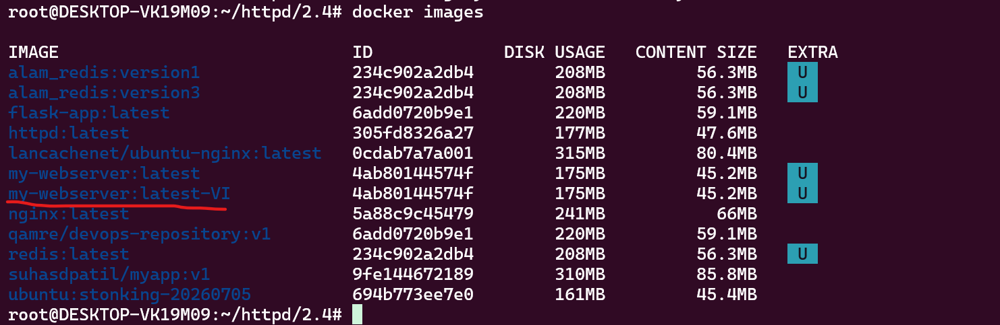 root@DESKTOP-VK19M09:~/httpd/2.4# docker images
IMAGE ID DISK USAGE CONTENT SIZE EXTRA
alam_redis:version1 234c902a2db4 208MB 56.3MB U
alam_redis:version3 234c902a2db4 208MB 56.3MB U
flask-app:latest 6add0720b9e1 220MB 59.1MB
httpd:latest 305fd8326a27 177MB 47.6MB
lancachenet/ubuntu-nginx:latest 0cdab7a7a001 315MB 80.4MB
my-webserver:latest 4ab80144574f 175MB 45.2MB U
my-webserver:latest-VI 4ab80144574f 175MB 45.2MB U
nginx:latest 5a88c9c45479 241MB 66MB
qamre/devops-repository:v1 6add0720b9e1 220MB 59.1MB
redis:latest 234c902a2db4 208MB 56.3MB U
suhasdpatil/myapp:v1 9fe144672189 310MB 85.8MB
ubuntu:stonking-20260705 694b773ee7e0 161MB 45.4MB
root@DESKTOP-VK19M09:~/httpd/2.4#